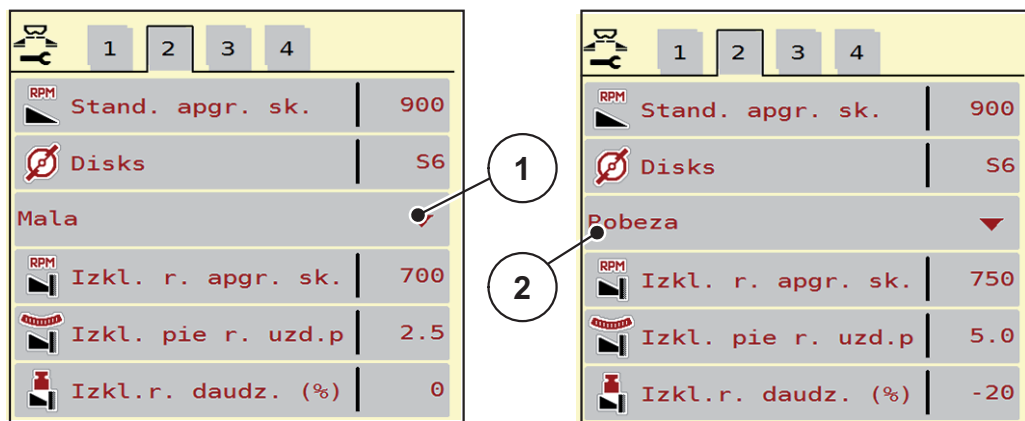 1 2 3 4
RPM Stand. apgr. sk. 900
Disks S6
Mala
RPM Izkl. r. apgr. sk. 700
Izkl. pie r. uzd.p 2.5
Izkl.r. daudz. (%) 0
1
2
1 2 3 4
RPM Stand. apgr. sk. 900
Disks S6
Robeza
RPM Izkl. r. apgr. sk. 750
Izkl. pie r. uzd.p 5.0
Izkl.r. daudz. (%) -20